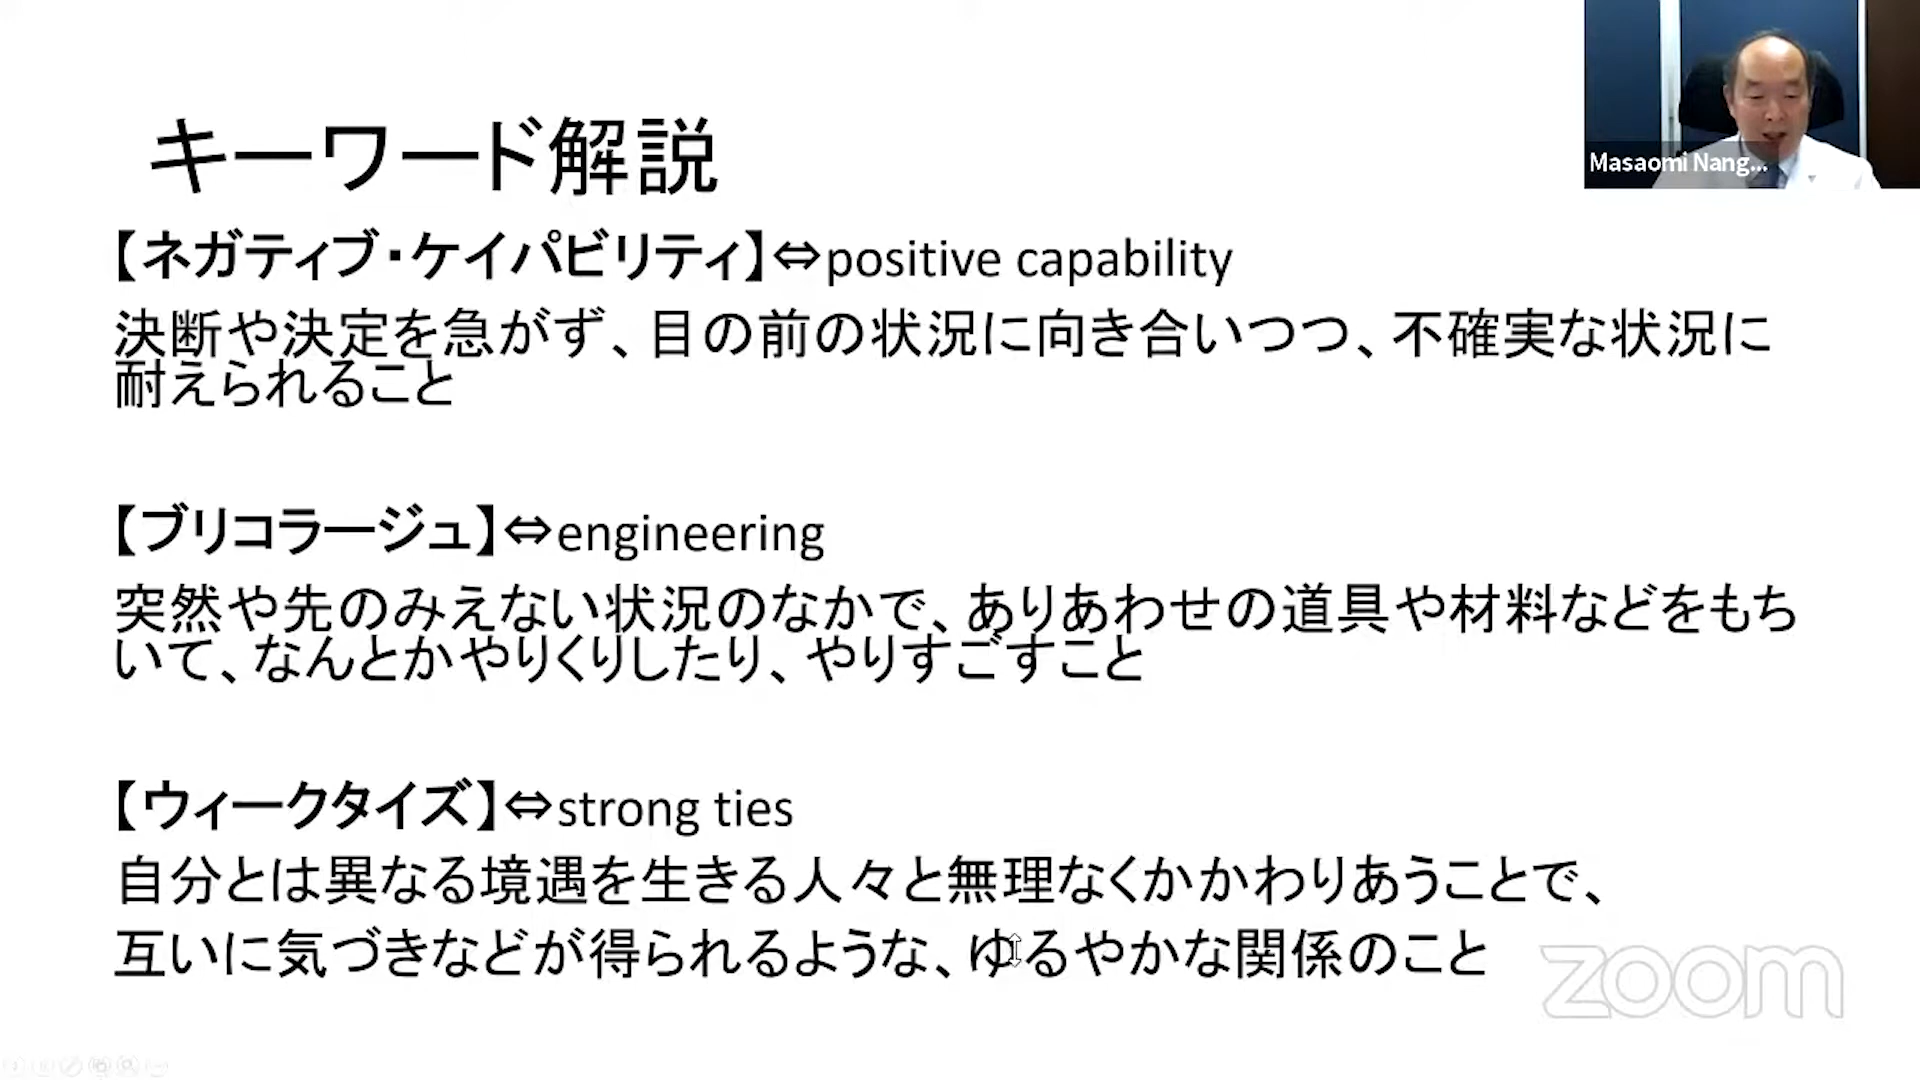 Masaomi Nang...
キーワード解説
【ネガティブ・ケイパビリティ】⇔positive capability
決断や決定を急がず、目の前の状況に向き合いつつ、不確実な状況に
耐えられること
【ブリコラージュ】⇔engineering
突然や先のみえない状況のなかで、ありあわせの道具や材料などをもち
いて、なんとかやりくりしたり、やりすごすこと
【ウィークタイズ】⇔strong ties
自分とは異なる境遇を生きる人々と無理なくかかわりあうことで、
互いに気づきなどが得られるような、ゆるやかな関係のこと
zoom